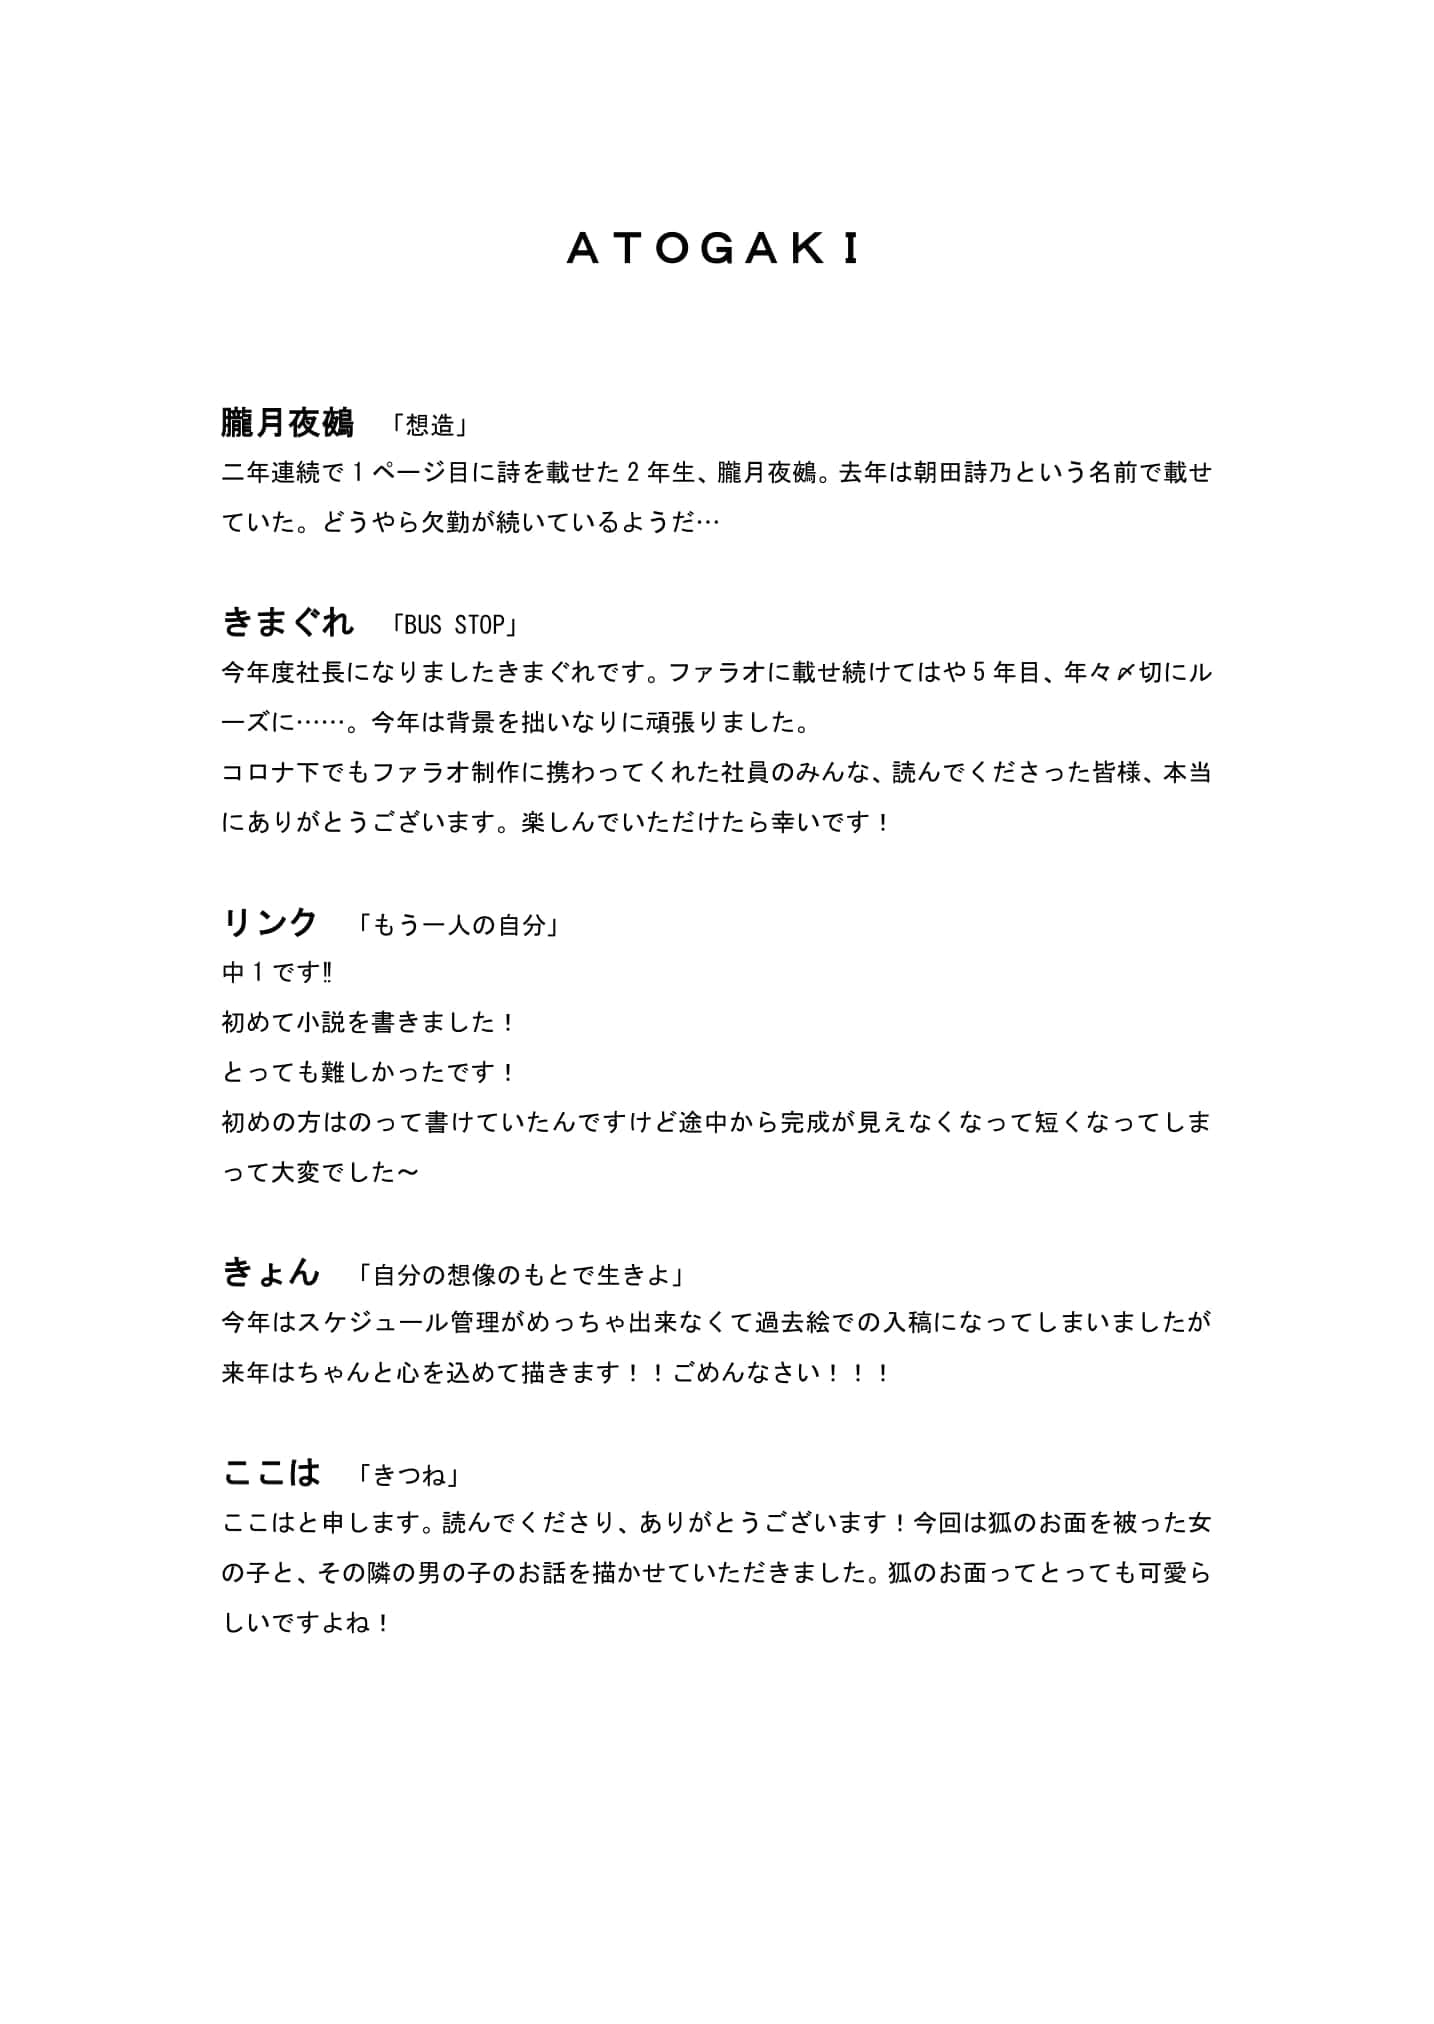 ＡＴＯＧＡＫＩ
朧月夜鵺　「想造」
二年連続で１ページ目に詩を載せた２年生、朧月夜鵺。去年は朝田詩乃という名前で載せ
ていた。どうやら欠勤が続いているようだ…
きまぐれ　「BUS STOP」
今年度社長になりましたきまぐれです。ファラオに載せ続けてはや５年目、年々〆切にル
ーズに……。今年は背景を拙いなりに頑張りました。
コロナ下でもファラオ制作に携わってくれた社員のみんな、読んでくださった皆様、本当
にありがとうございます。楽しんでいただけたら幸いです！
リンク　「もう一人の自分」
中１です‼
初めて小説を書きました！
とっても難しかったです！
初めの方はのって書けていたんですけど途中から完成が見えなくなって短くなってしま
って大変でした～
きょん　「自分の想像のもとで生きよ」
今年はスケジュール管理がめっちゃ出来なくて過去絵での入稿になってしまいましたが
来年はちゃんと心を込めて描きます！！ごめんなさい！！！
ここは　「きつね」
ここはと申します。読んでくださり、ありがとうございます！今回は狐のお面を被った女
の子と、その隣の男の子のお話を描かせていただきました。狐のお面ってとっても可愛ら
しいですよね！